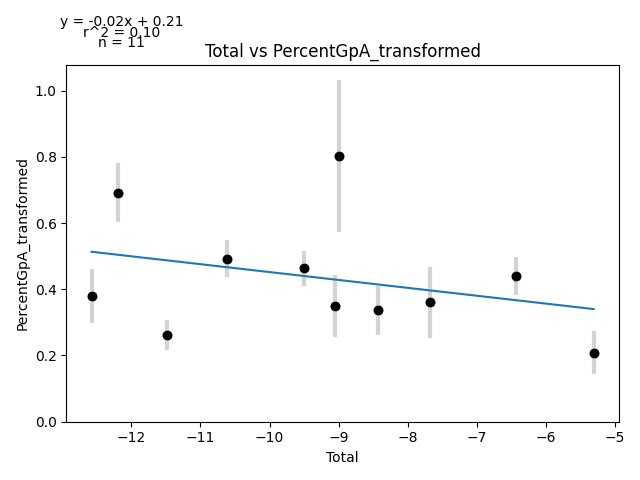 y = -0.02x + 0.21
r^2 = 0.10
n = 11
Total vs PercentGpA_transformed
1.0
0.8
0.6
0.4
0.2
0.0
PercentGpA_transformed
−12 −11 −10 −9 −8 −7 −6 −5
Total